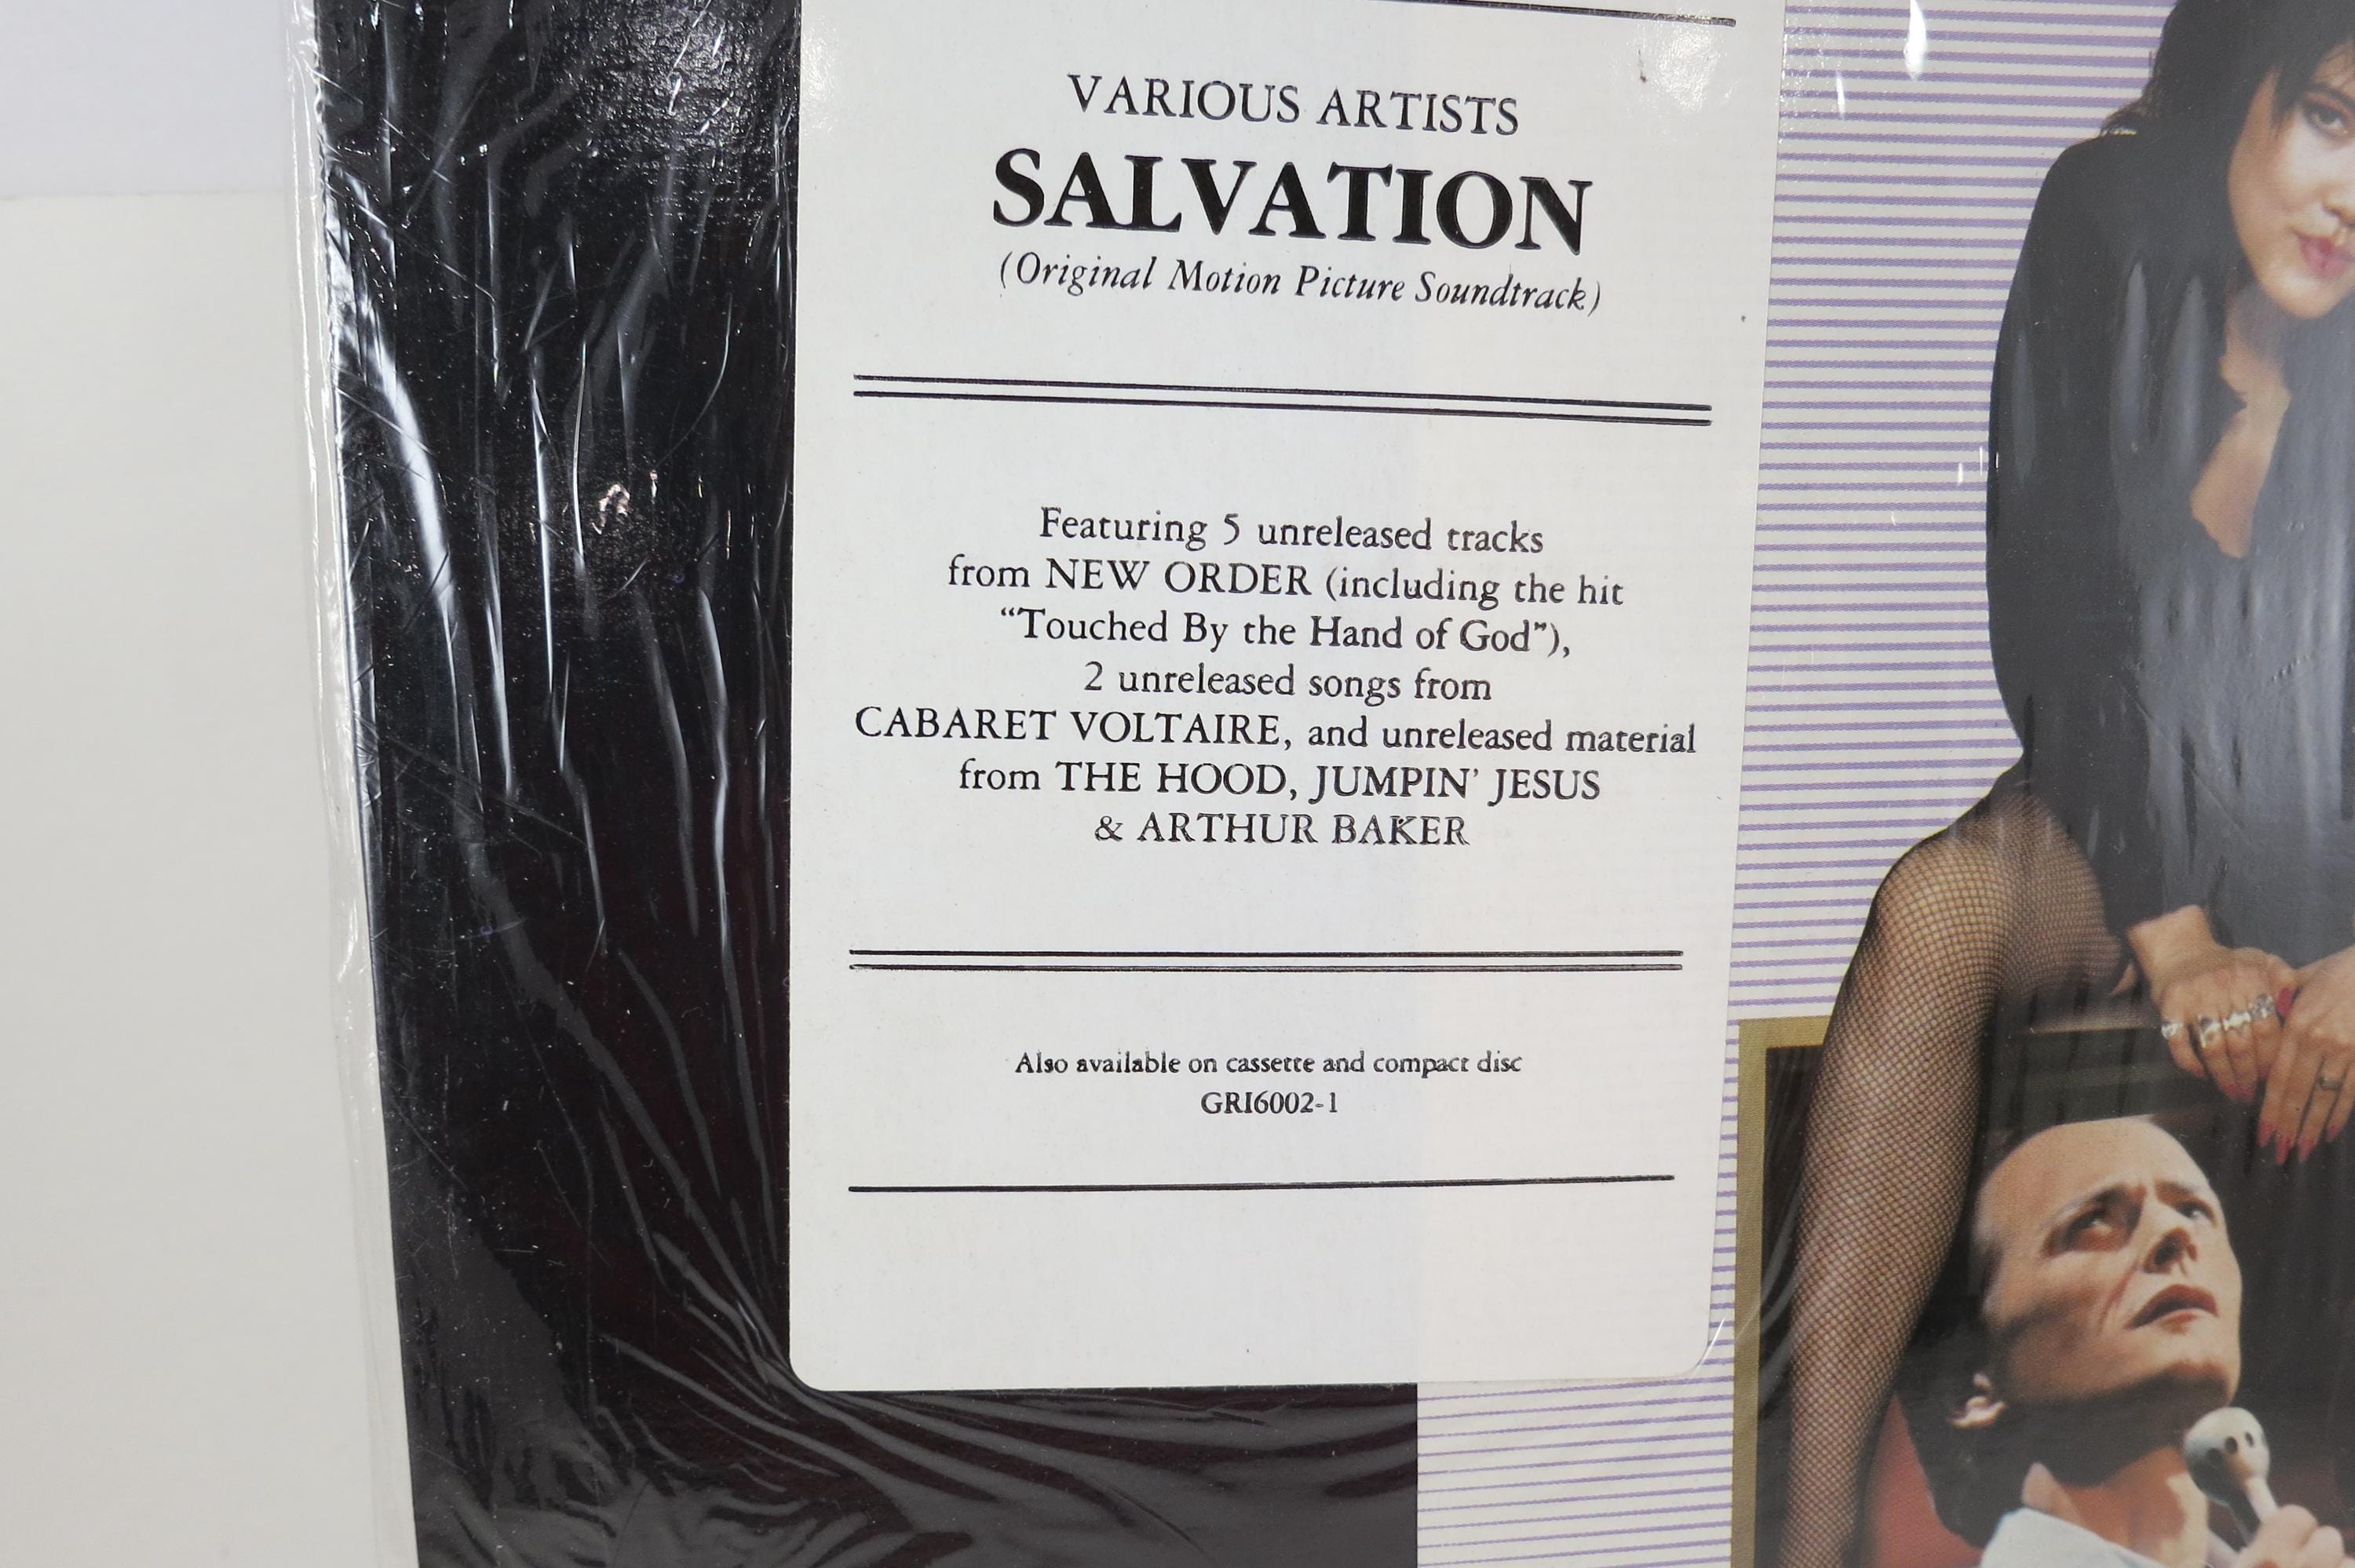 VARIOUS ARTISTS
SALVATION
(Original Motion Picture Soundtrack)
Featuring 5 unreleased tracks
from NEW ORDER (including the hit
“Touched By the Hand of God”),
2 unreleased songs from
CABARET VOLTAIRE, and unreleased material
from THE HOOD, JUMPIN’ JESUS
& ARTHUR BAKER
Also available on cassette and compact disc
GRI6002-1